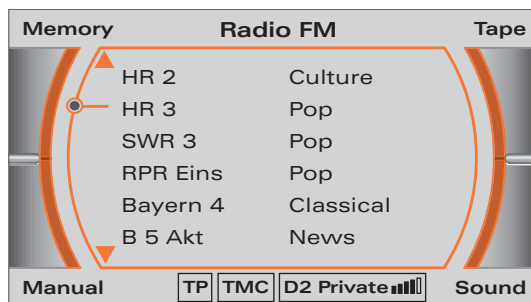 Memory Radio FM Tape
HR 2 Culture
HR 3 Pop
SWR 3 Pop
RPR Eins Pop
Bayern 4 Classical
B 5 Akt News
Manual TP TMC D2 Private Sound